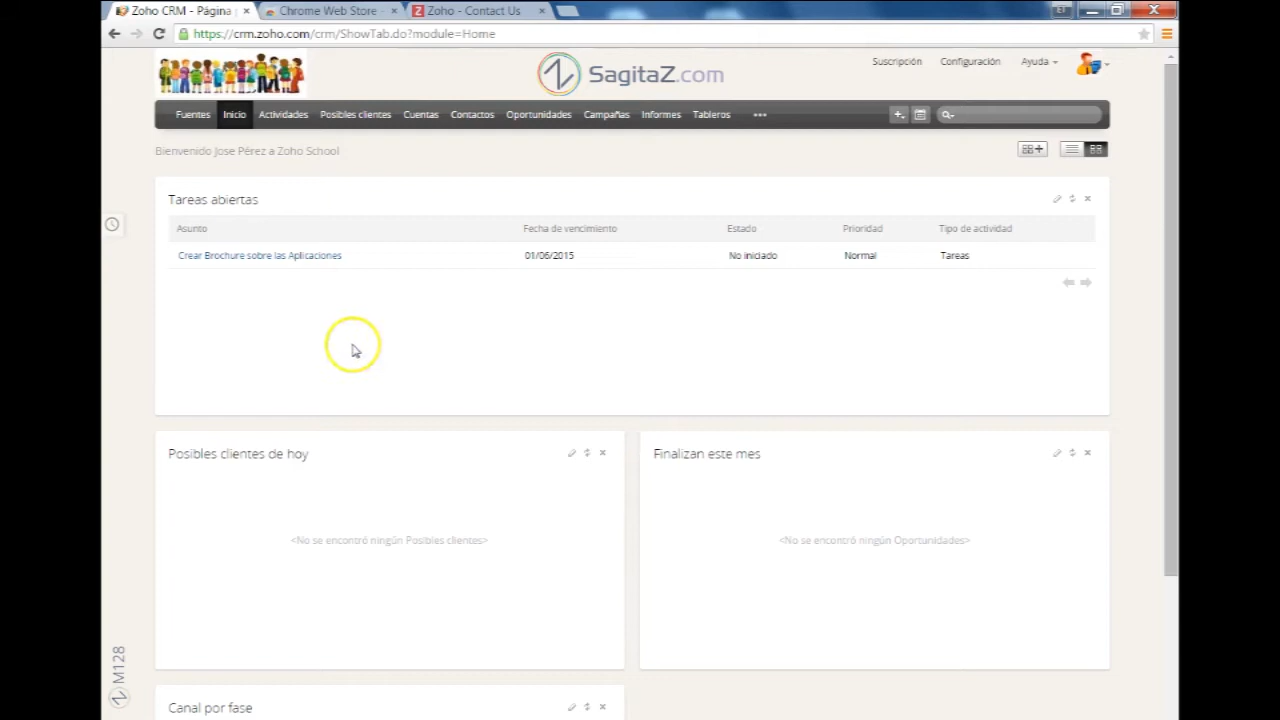 Zoho CRM - Página
Chrome Web Store
Zoho - Contact Us
https://crm.zoho.com/crm/ShowTab.do?module=Home
SagitaZ.com
Suscripción
Configuración
Ayuda
Fuentes
Inicio
Actividades
Posibles clientes
Cuentas
Contactos
Oportunidades
Campañas
Informes
Tableros
Bienvenido Jose Pérez a Zoho School
Tareas abiertas
Asunto
Fecha de vencimiento
Estado
Prioridad
Tipo de actividad
Crear Brochure sobre las Aplicaciones
01/06/2015
No iniciado
Normal
Tareas
Posibles clientes de hoy
<No se encontró ningún Posibles clientes>
Finalizan este mes
<No se encontró ningún Oportunidades>
Canal por fase
M128